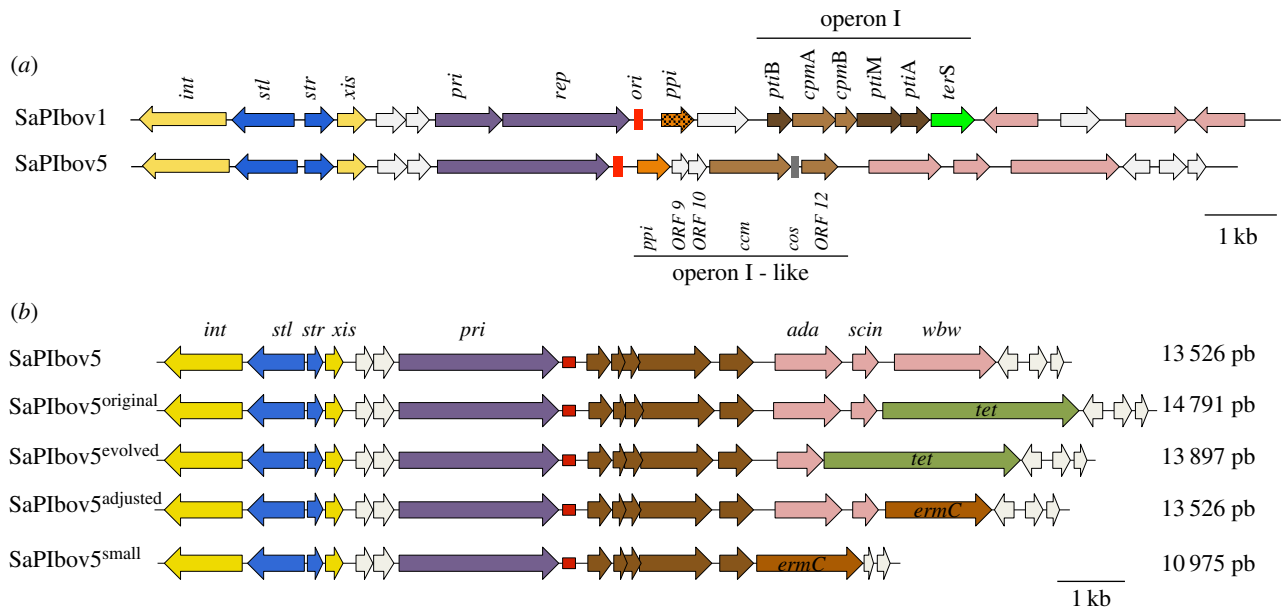 operon I
(a)
int stl str xis pri rep ori ppi ptiB cpmA cpmB ptiM ptiA terS
SaPIbov1
SaPIbov5
ppi ORF 9 ORF 10 ccm cos ORF 12
1 kb
operon I - like
(b)
int stl str xis pri ada scin wbw
SaPIbov5 13 526 pb
SaPIbov5original tet 14 791 pb
SaPIbov5evolved tet 13 897 pb
SaPIbov5adjusted ermC 13 526 pb
SaPIbov5small ermC 10 975 pb
1 kb